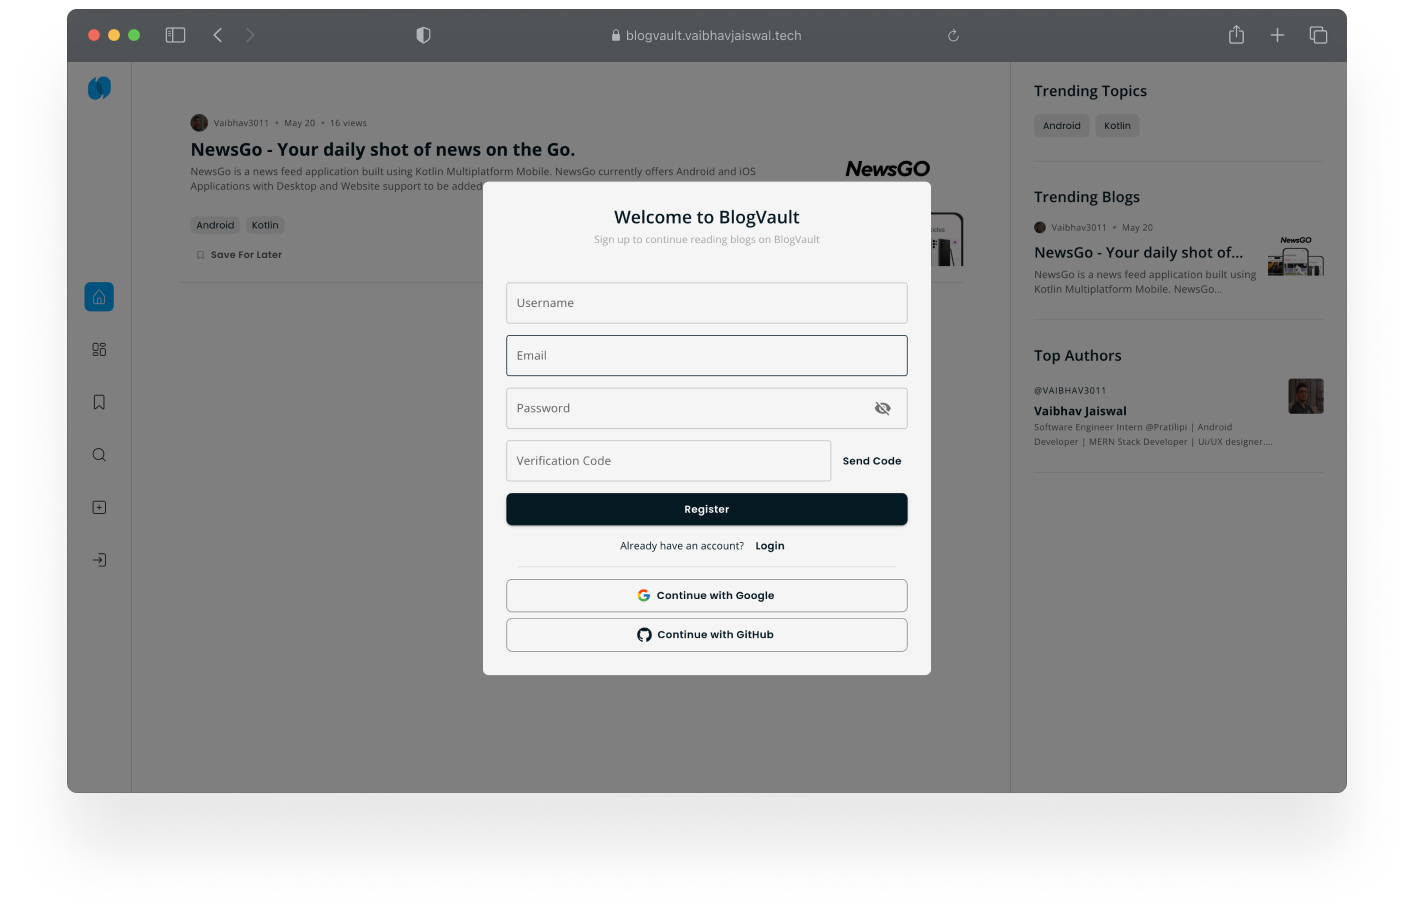 blogvault.vaibhavjaiswal.tech
Vaibhav3011 • May 20 • 16 views
NewsGo - Your daily shot of news on the Go.
NewsGo is a news feed application built using Kotlin Multiplatform Mobile. NewsGo currently offers Android and iOS
Applications with Desktop and Website support to be added
NewsGO
Android Kotlin
Save For Later
Welcome to BlogVault
Sign up to continue reading blogs on BlogVault
Username
Email
Password
Verification Code Send Code
Register
Already have an account? Login
Continue with Google
Continue with GitHub
Trending Topics
Android Kotlin
Trending Blogs
Vaibhav3011 • May 20
NewsGo - Your daily shot of...
NewsGO
NewsGo is a news feed application built using
Kotlin Multiplatform Mobile. NewsGo...
Top Authors
@VAIBHAV3011
Vaibhav Jaiswal
Software Engineer Intern @Pratilipi | Android
Developer | MERN Stack Developer | Ui/UX designer....